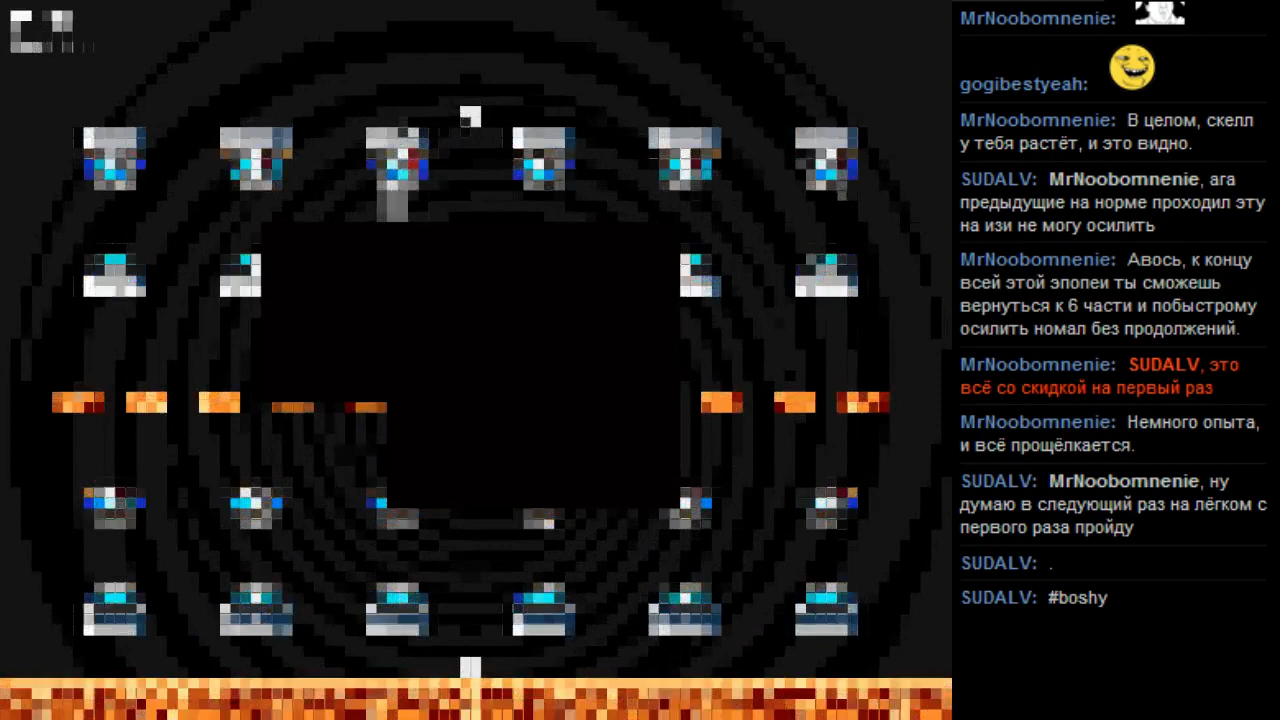 MrNoobomnenie:
gogibestyeah:
MrNoobomnenie: В целом, скелл
у тебя растёт, и это видно.
SUDALV: MrNoobomnenie, ага
предыдущие на норме проходил эту
на изи не могу осилить
MrNoobomnenie: Авось, к концу
всей этой эпопеи ты сможешь
вернуться к 6 части и побыстрому
осилить номал без продолжений.
MrNoobomnenie: SUDALV, это
всё со скидкой на первый раз
MrNoobomnenie: Немного опыта,
и всё прощёлкается.
SUDALV: MrNoobomnenie, ну
думаю в следующий раз на лёгком с
первого раза пройду
SUDALV: .
SUDALV: #boshy